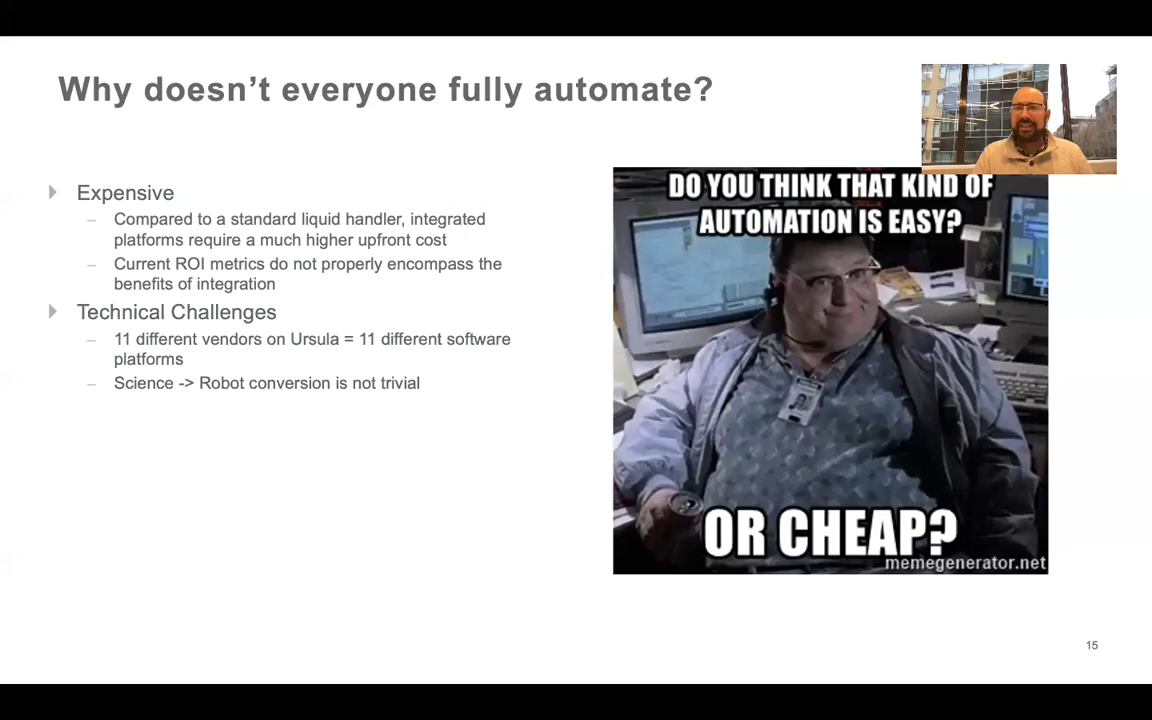 Why doesn't everyone fully automate?
Expensive
– Compared to a standard liquid handler, integrated
platforms require a much higher upfront cost
– Current ROI metrics do not properly encompass the
benefits of integration
Technical Challenges
– 11 different vendors on Ursula = 11 different software
platforms
– Science -> Robot conversion is not trivial
DO YOU THINK THAT KIND OF
AUTOMATION IS EASY?
OR CHEAP?
memegenerator.net
15